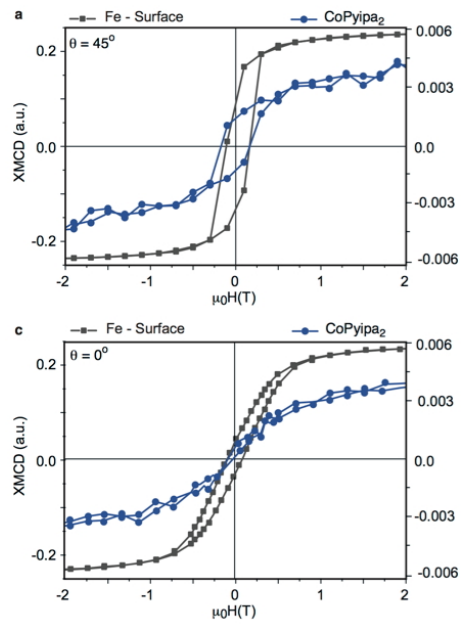 a
Fe - Surface CoPyipa₂
θ = 45°
0.2 0.006
0.003
0.0 0.000
-0.003
-0.2 -0.006
XMCD (a.u.)
-2 -1 0 1 2
μ₀H(T)
c
Fe - Surface CoPyipa₂
θ = 0°
0.006
0.2
0.003
0.0 0.000
-0.003
-0.2
-0.006
XMCD (a.u.)
-2 -1 0 1 2
μ₀H(T)